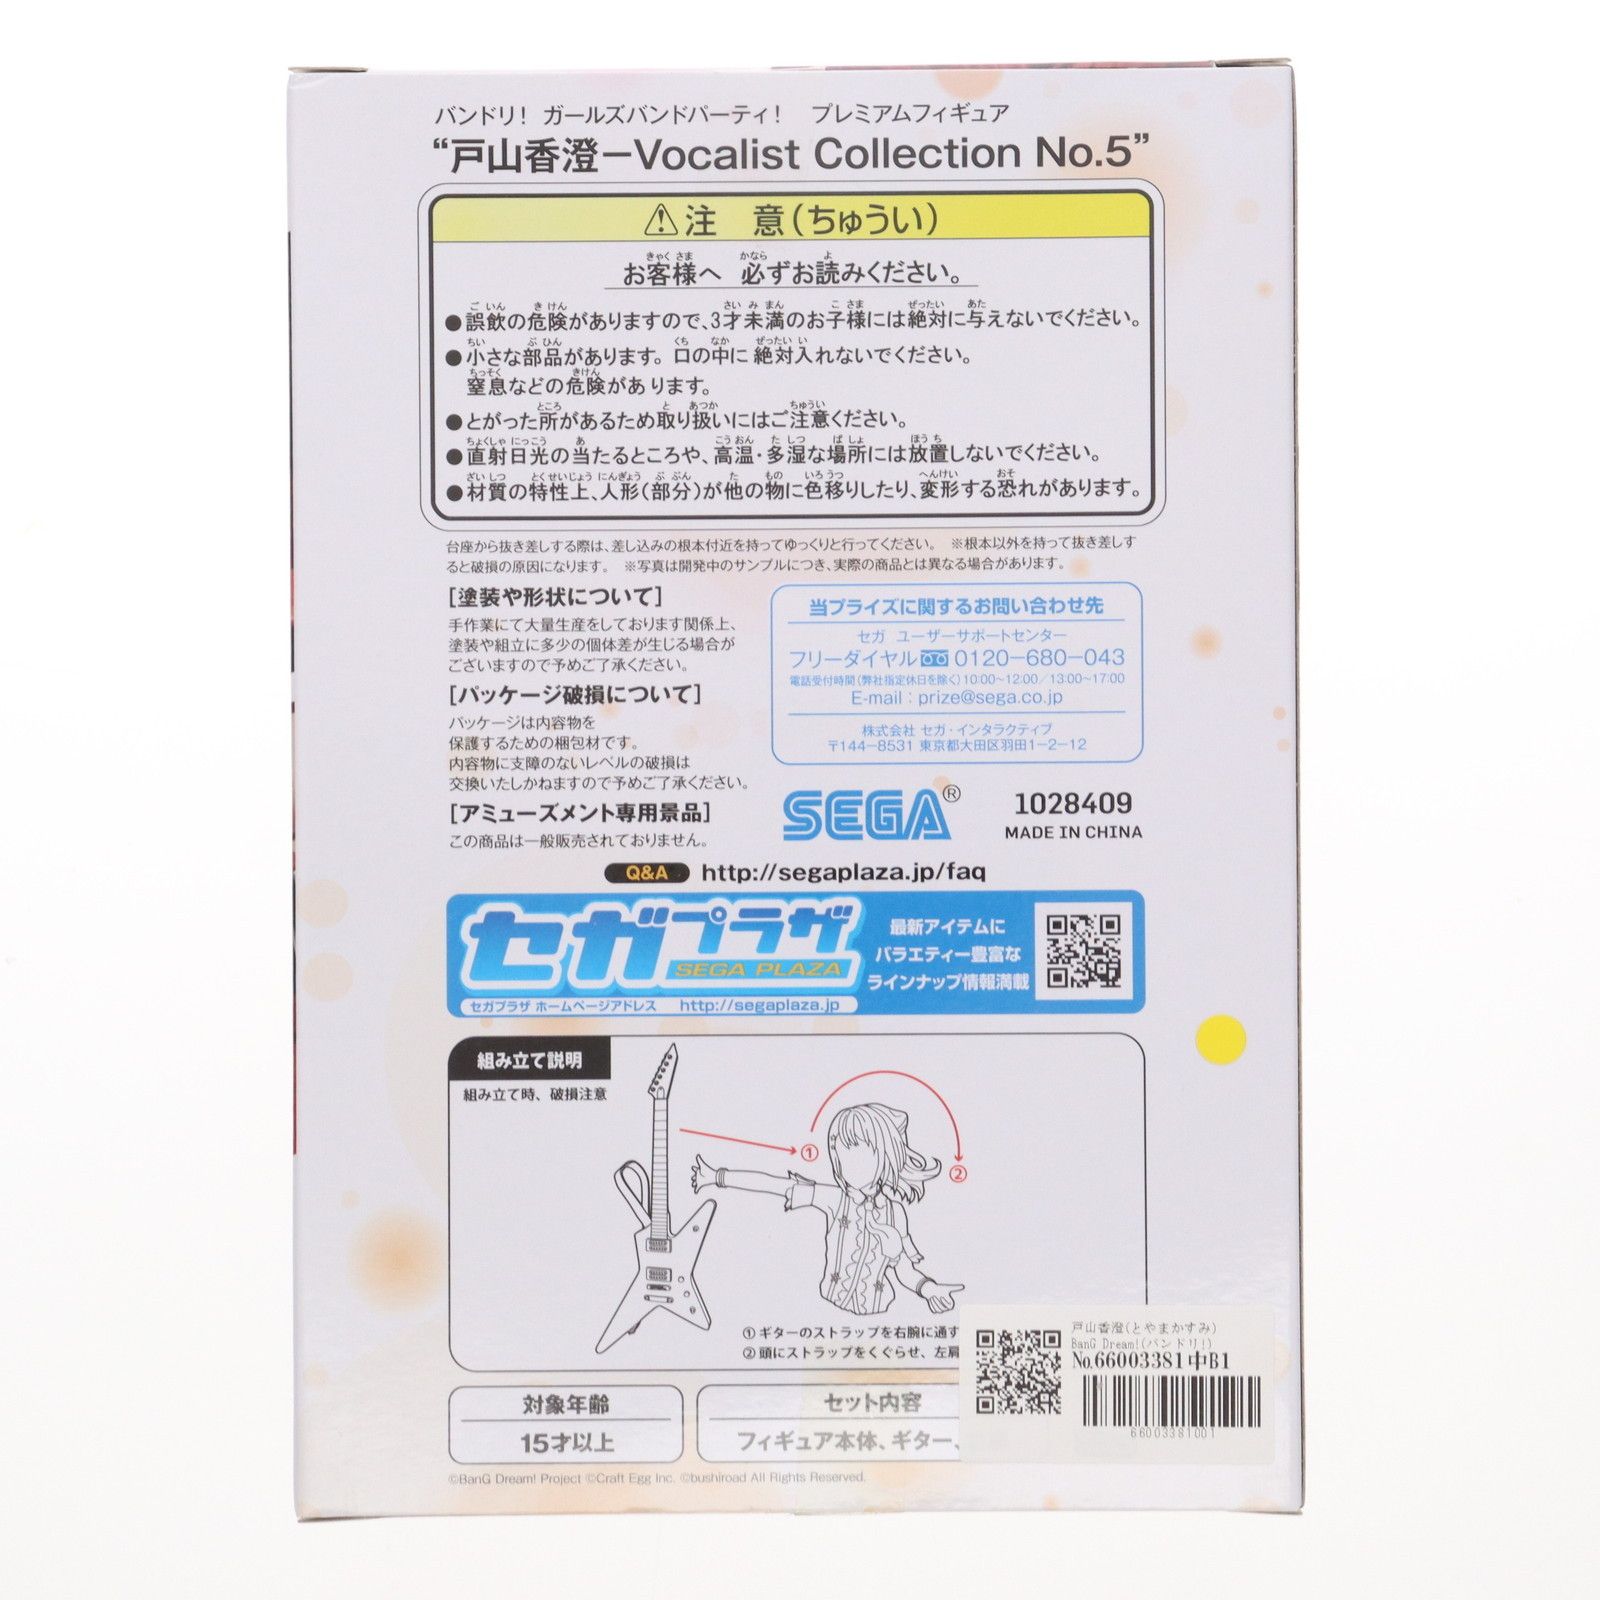 バンドリ! ガールズバンドパーティ! プレミアムフィギュア
“戸山香澄−Vocalist Collection No.5”
⚠注 意(ちゅうい)
お客様へ 必ずお読みください。
●誤飲の危険がありますので、3才未満のお子様には絶対に与えないでください。
●小さな部品があります。口の中に絶対入れないでください。
窒息などの危険があります。
●とがった所があるため取り扱いにはご注意ください。
●直射日光の当たるところや、高温・多湿な場所には放置しないでください。
●材質の特性上、人形(部分)が他の物に色移りしたり、変形する恐れがあります。
台座から抜き差しする際は、差し込みの根本付近を持ってゆっくりと行ってください。 ※根本以外を持って抜き差しす
ると破損の原因になります。 ※写真は開発中のサンプルにつき、実際の商品とは異なる場合があります。
[塗装や形状について]
手作業にて大量生産をしております関係上、
塗装や組立に多少の個体差が生じる場合が
ございますので予めご了承ください。
[パッケージ破損について]
パッケージは内容物を
保護するための梱包材です。
内容物に支障のないレベルの破損は
交換いたしかねますので予めご了承ください。
[アミューズメント専用景品]
この商品は一般販売されておりません。
当プライズに関するお問い合わせ先
セガ ユーザーサポートセンター
フリーダイヤル 0120−680−043
電話受付時間(弊社指定休日を除く)10:00~12:00/13:00~17:00
E-mail:prize@sega.co.jp
株式会社 セガ・インタラクティブ
〒144−8531 東京都大田区羽田1−2−12
SEGA®
1028409
MADE IN CHINA
Q&A http://segaplaza.jp/faq
セガプラザ
SEGA PLAZA
セガプラザ ホームページアドレス http://segaplaza.jp
最新アイテムに
バラエティー豊富な
ラインナップ情報満載
組み立て説明
組み立て時、破損注意
①
②
①ギターのストラップを右腕に通す
②頭にストラップをくぐらせ、左肩
対象年齢
15才以上
セット内容
フィギュア本体、ギター、
戸山香澄(とやまかすみ)
BanG Dream!(バンドリ!)
No.66003381中B1
66003381001
©BanG Dream! Project ©Craft Egg Inc. ©bushiroad All Rights Reserved.